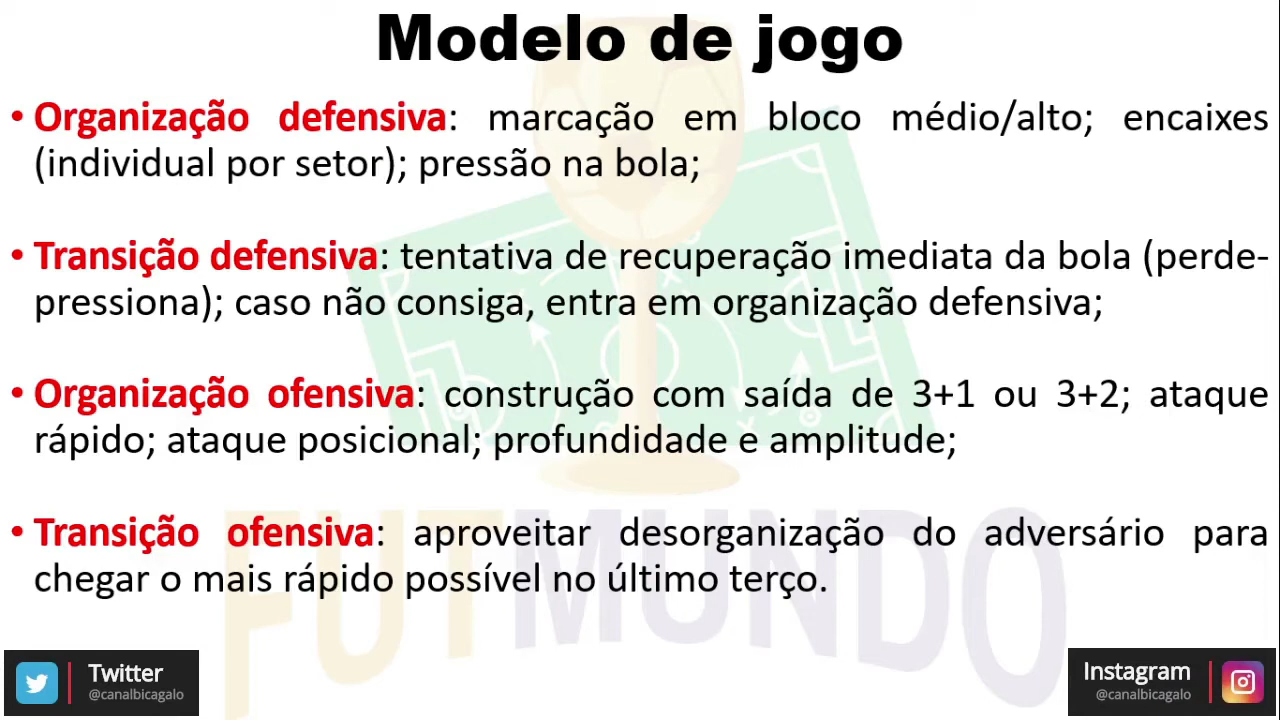 Modelo de jogo
• Organização defensiva: marcação em bloco médio/alto; encaixes
(individual por setor); pressão na bola;
• Transição defensiva: tentativa de recuperação imediata da bola (perde-
pressiona); caso não consiga, entra em organização defensiva;
• Organização ofensiva: construção com saída de 3+1 ou 3+2; ataque
rápido; ataque posicional; profundidade e amplitude;
• Transição ofensiva: aproveitar desorganização do adversário para
chegar o mais rápido possível no último terço.
FUTMUNDO
Twitter
@canalbicagalo
Instagram
@canalbicagalo